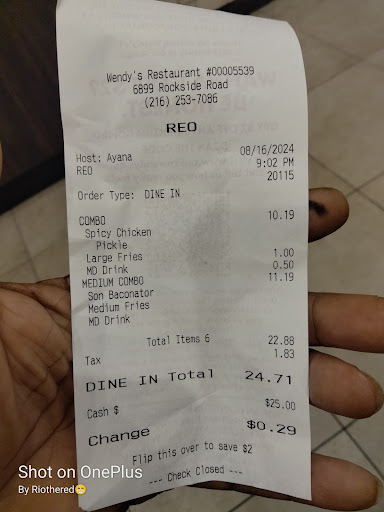 Wendy's Restaurant #00005539
6899 Rockside Road
(216) 253-7086
REO
Host: Ayana 08/16/2024
REO 9:02 PM
20115
Order Type: DINE IN
COMBO 10.19
Spicy Chicken
Pickle
Large Fries 1.00
MD Drink 0.50
MEDIUM COMBO 11.19
Son Baconator
Medium Fries
MD Drink
Total Items 6 22.88
Tax 1.83
DINE IN Total 24.71
Cash $ $25.00
Change $0.29
Flip this over to save $2
--- Check Closed ---
Shot on OnePlus
By Riothered😁